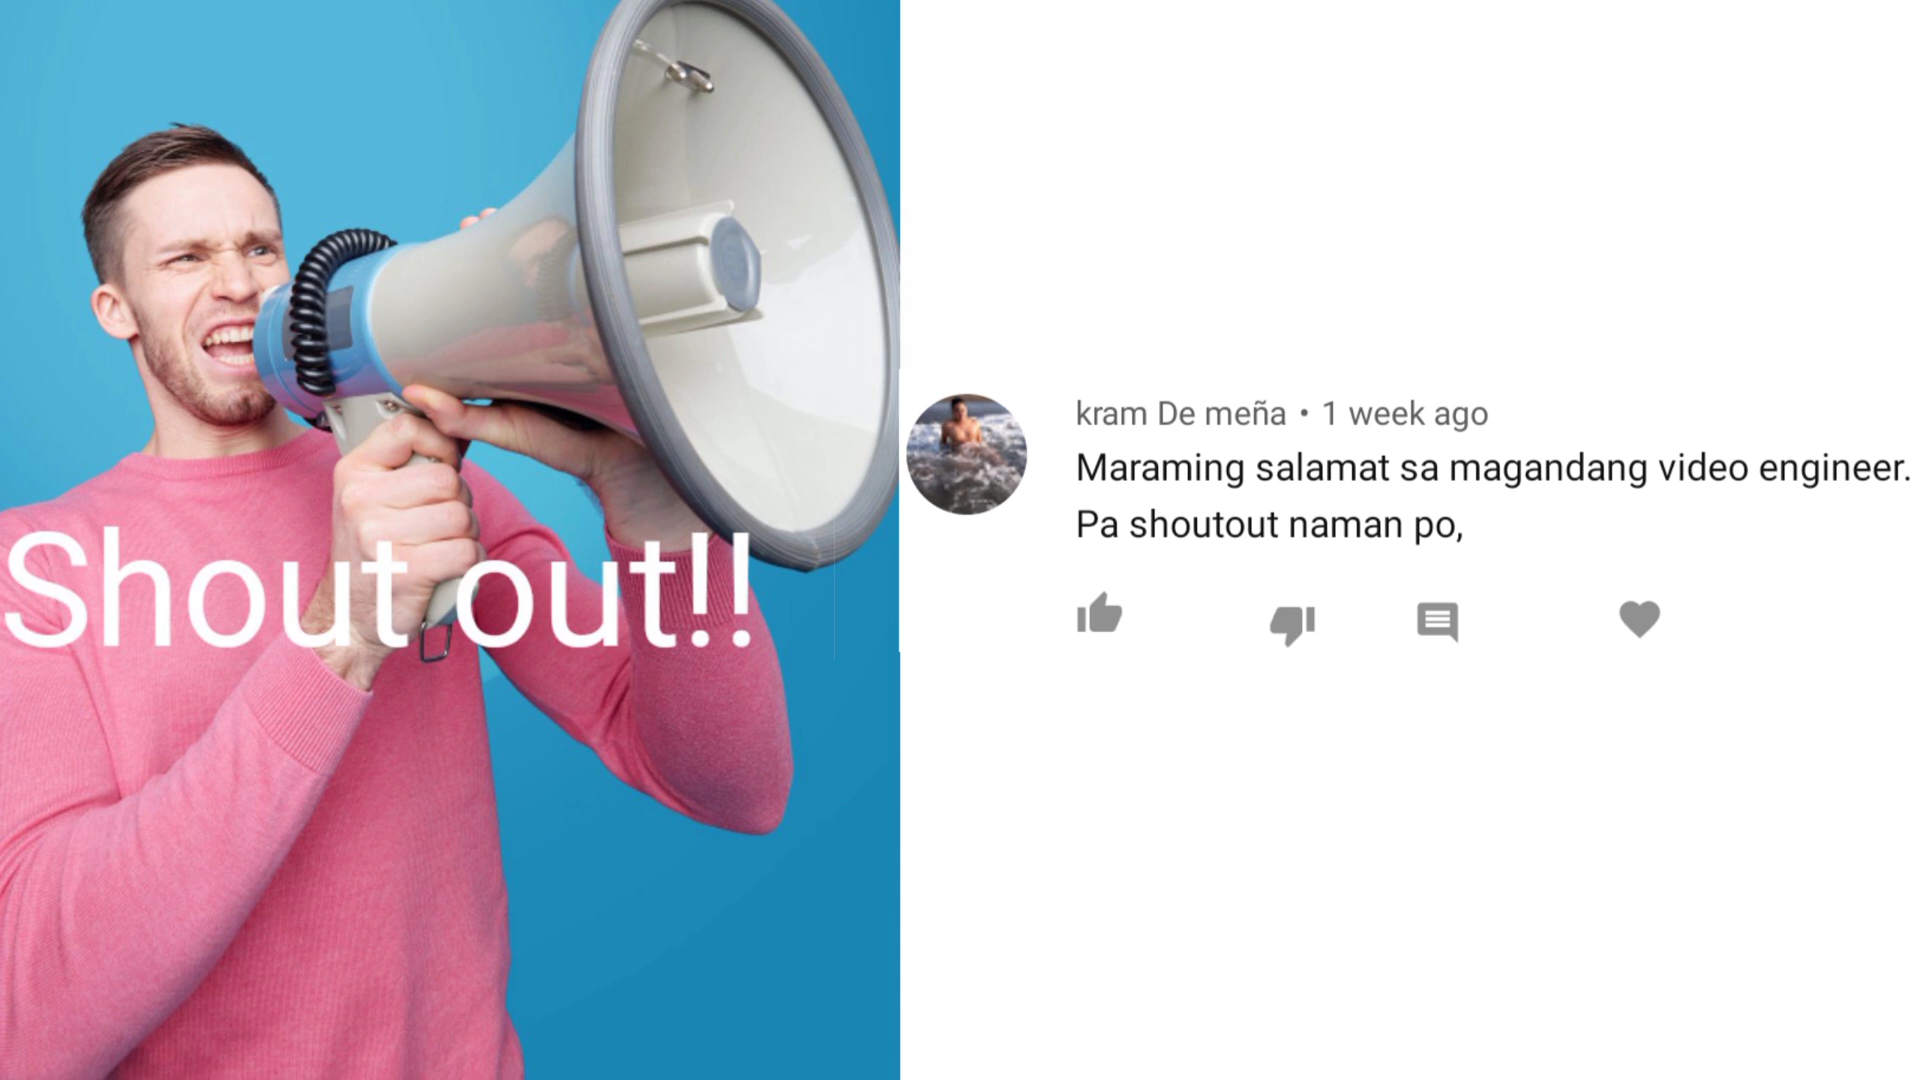 Shout out!!
kram De meña • 1 week ago
Maraming salamat sa magandang video engineer.
Pa shoutout naman po,